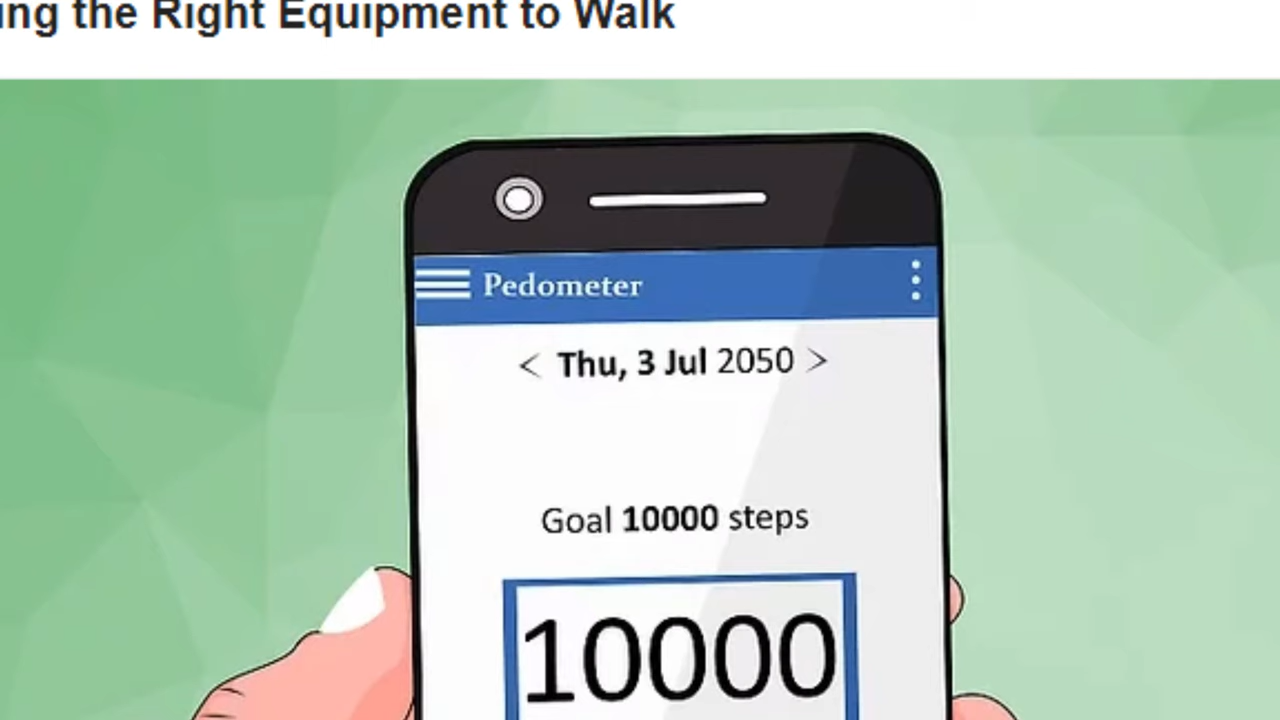 ing the Right Equipment to Walk
Pedometer
< Thu, 3 Jul 2050 >
Goal 10000 steps
10000